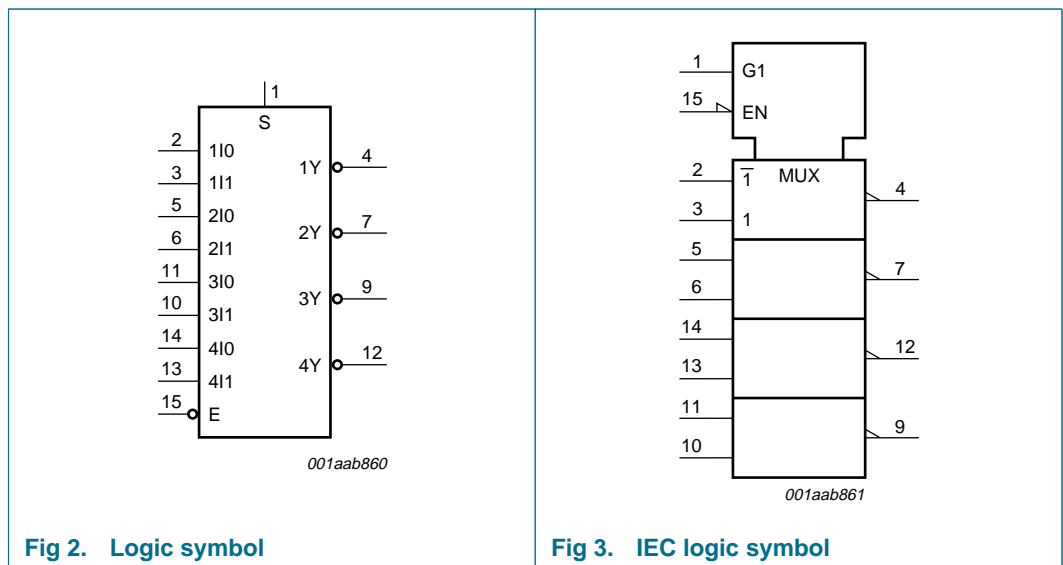 1
S
2
1I0
3
1I1
5
2I0
6
2I1
11
3I0
10
3I1
14
4I0
13
4I1
15
E
1Y
4
2Y
7
3Y
9
4Y
12
001aab860
Fig 2. Logic symbol
1
G1
15
EN
MUX
2
1̅
3
1
4
5
6
7
14
13
12
11
10
9
001aab861
Fig 3. IEC logic symbol